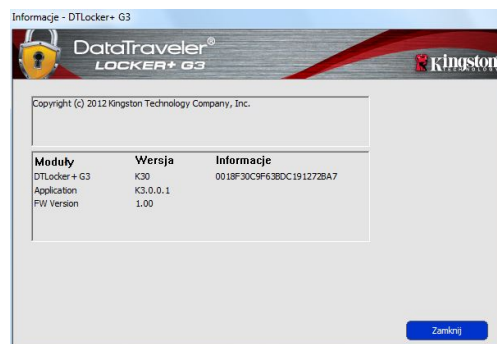 Informacje - DTLocker+ G3
DataTraveler®
LOCKER+ G3
Kingston
TECHNOLOGY
Copyright (c) 2012 Kingston Technology Company, Inc.
Moduły Wersja Informacje
DTLocker+ G3 K30 0018F30C9F63BDC191272BA7
Application K3.0.0.1
FW Version 1.00
Zamknij